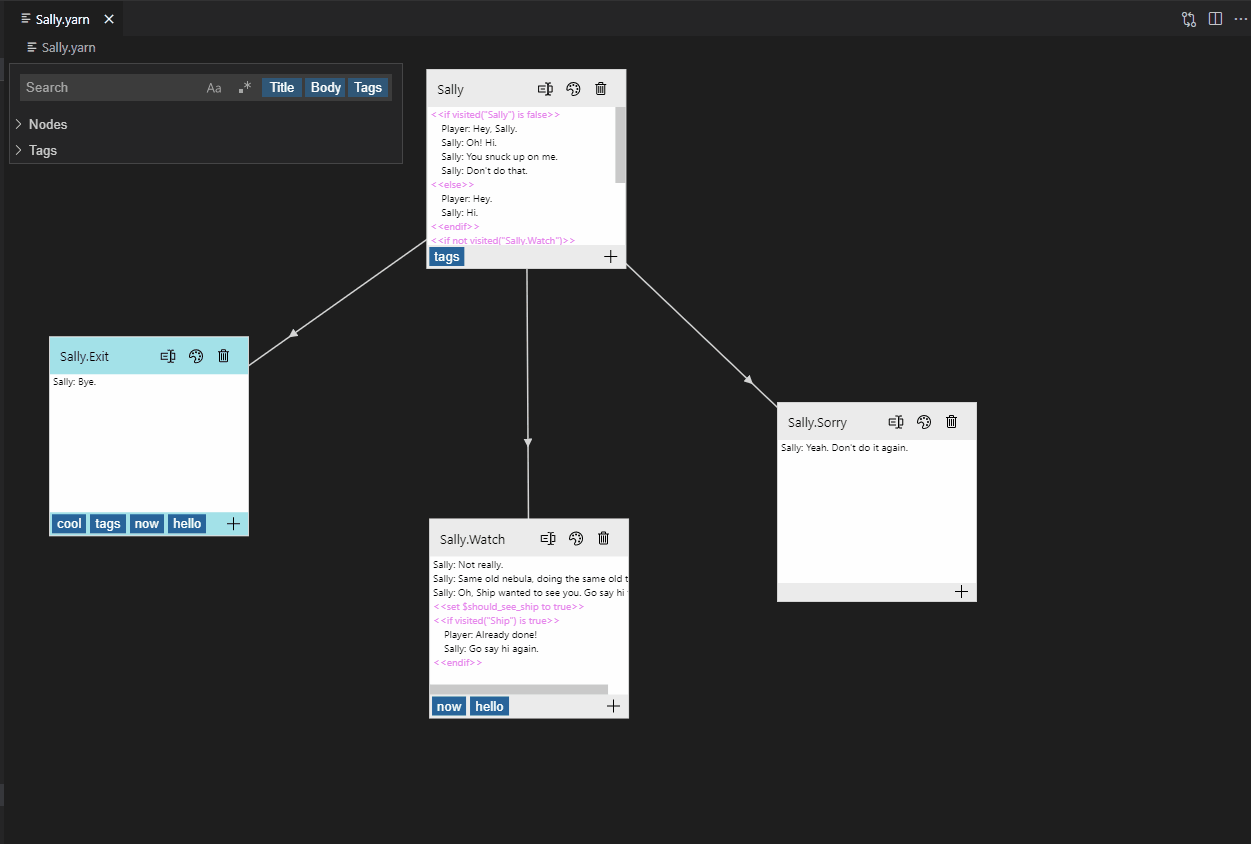 Sally.yarn
Sally.yarn
Search Aa .* Title Body Tags
Nodes
Tags
Sally
<<if visited("Sally") is false>>
Player: Hey, Sally.
Sally: Oh! Hi.
Sally: You snuck up on me.
Sally: Don't do that.
<<else>>
Player: Hey.
Sally: Hi.
<<endif>>
<<if not visited("Sally.Watch")>>
tags
Sally.Exit
Sally: Bye.
cool tags now hello
Sally.Sorry
Sally: Yeah. Don't do it again.
Sally.Watch
Sally: Not really.
Sally: Same old nebula, doing the same old t
Sally: Oh, Ship wanted to see you. Go say hi
<<set $should_see_ship to true>>
<<if visited("Ship") is true>>
Player: Already done!
Sally: Go say hi again.
<<endif>>
now hello